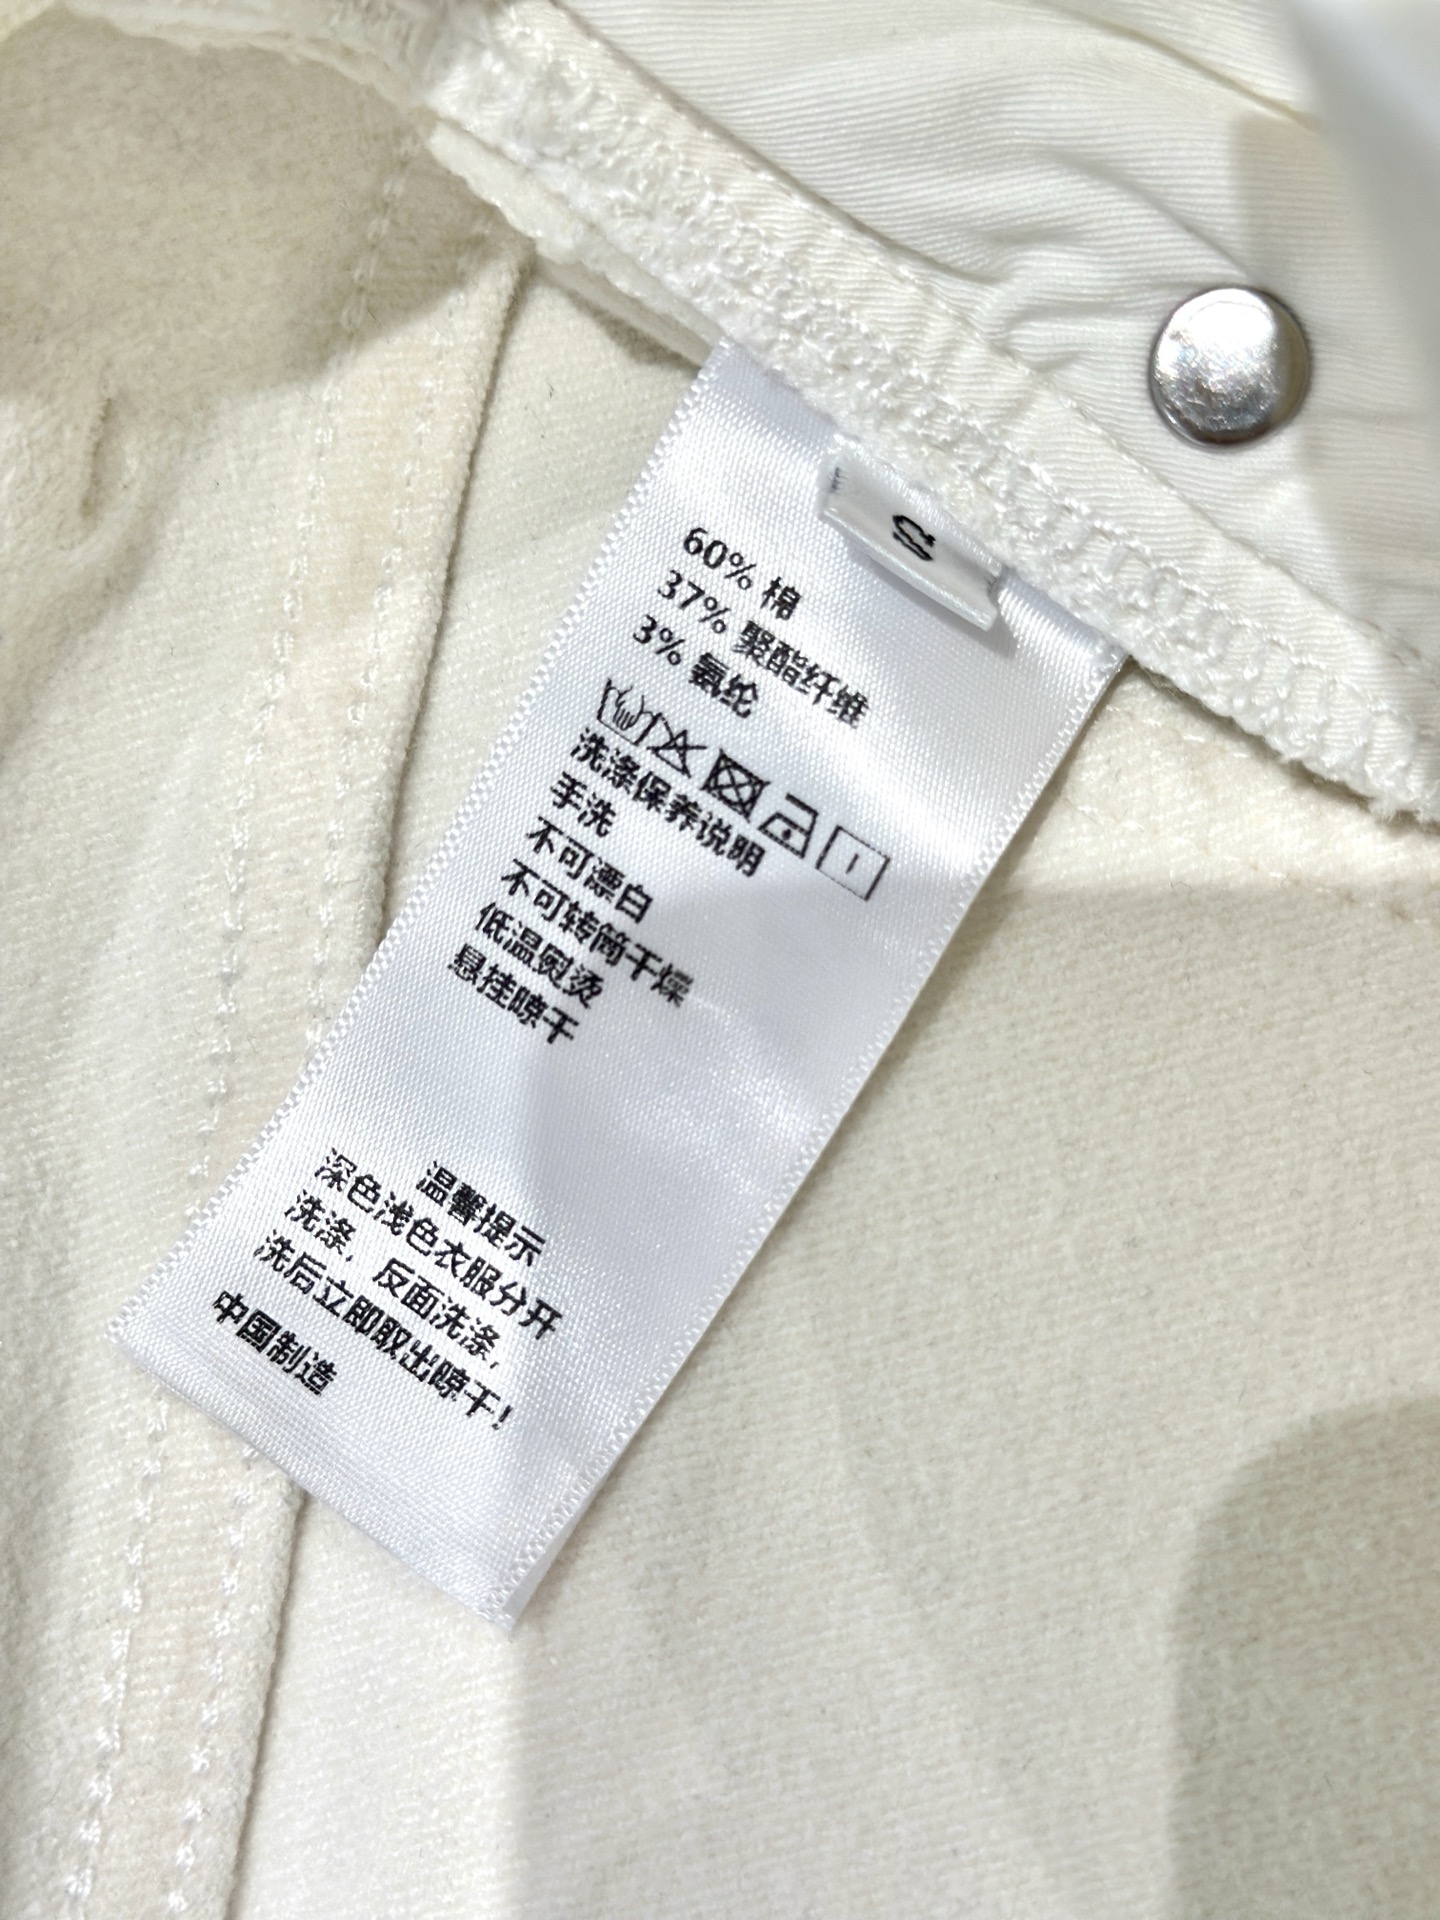 60% 棉
37% 聚酯纤维
3% 氨纶
洗涤保养说明
手洗
不可漂白
不可转筒干燥
低温熨烫
悬挂晾干
温馨提示
深色浅色衣服分开
洗涤，反面洗涤，
洗后立即取出晾干！
中国制造